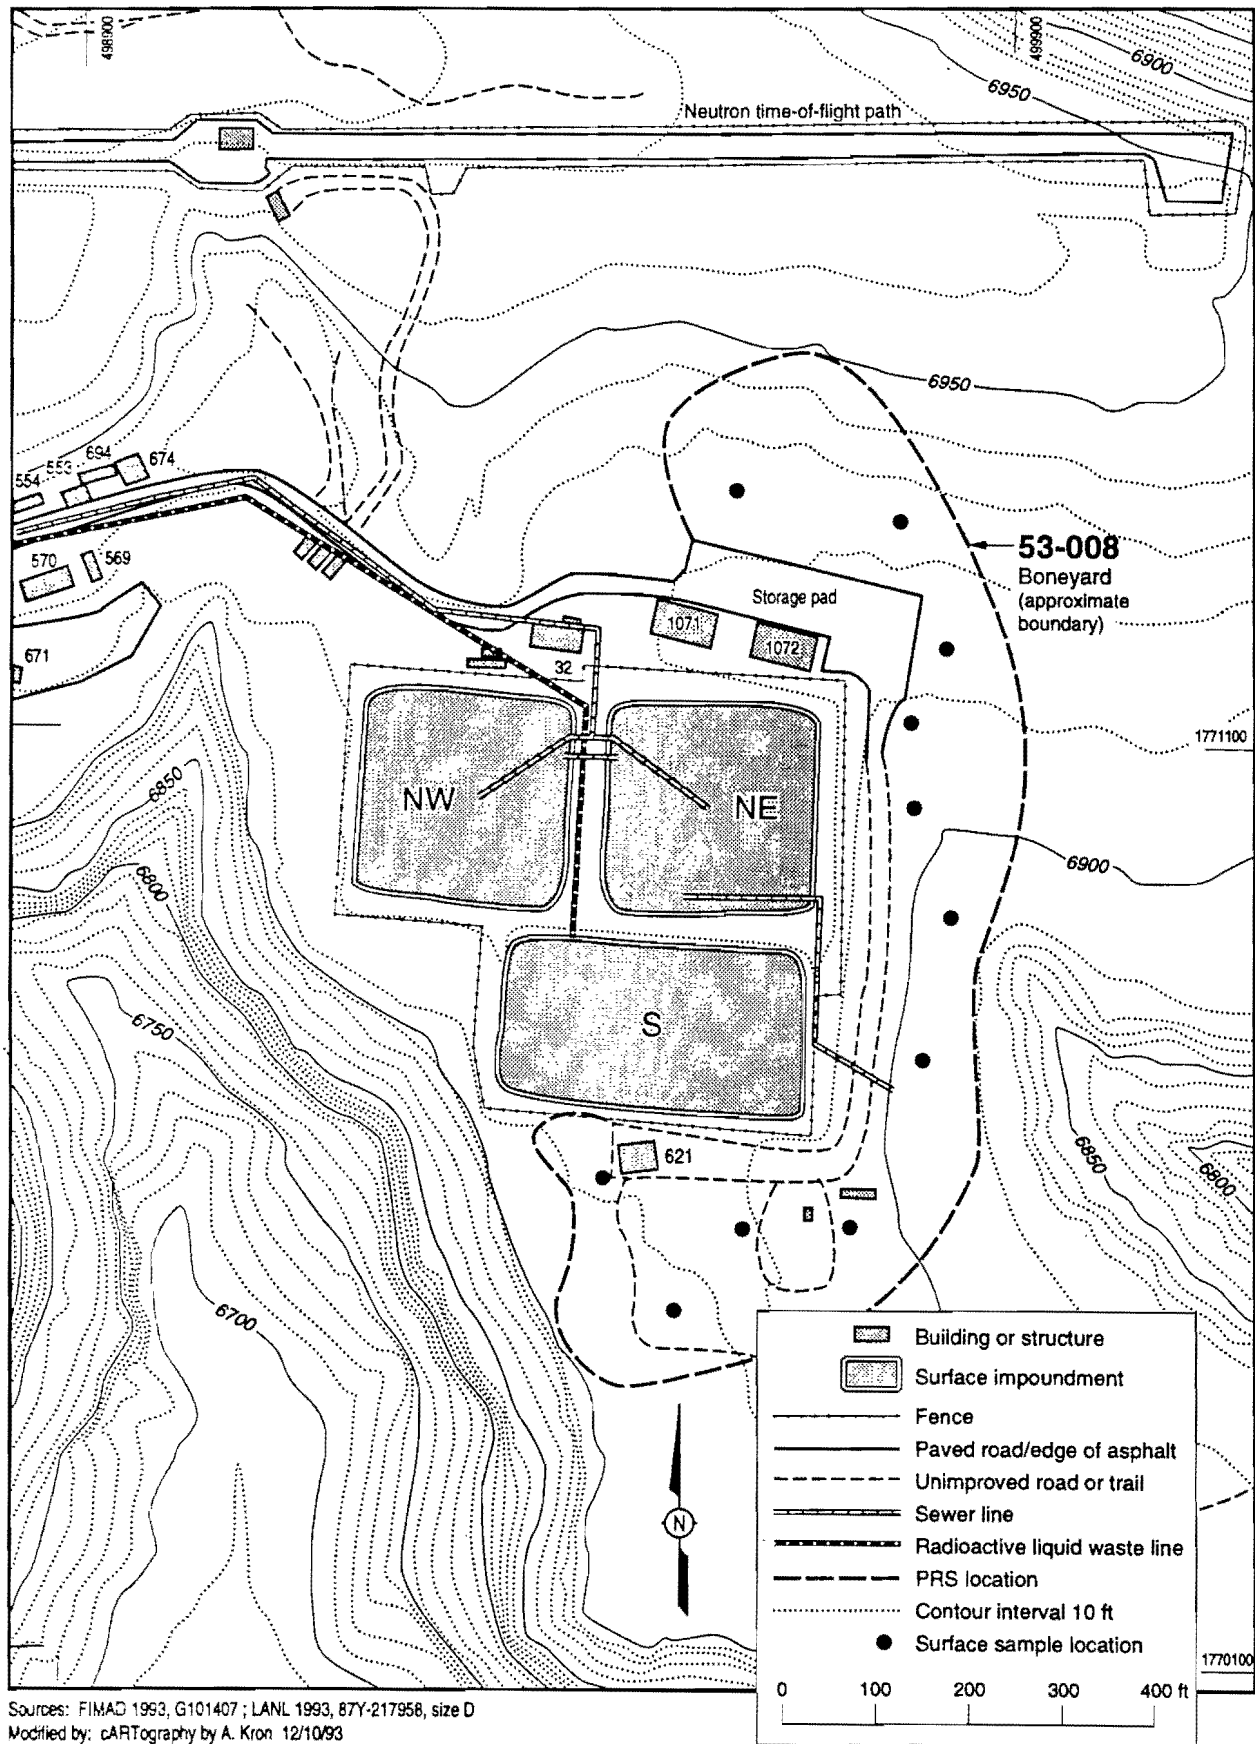 498900
499900
6900
6950
Neutron time-of-flight path
6950
694
674
553
554
53-008
Boneyard
(approximate
boundary)
570
569
Storage pad
1071
1072
671
32
1771100
6850
NW
NE
6800
6900
6750
S
6850
6800
621
6700
Building or structure
Surface impoundment
Fence
Paved road/edge of asphalt
Unimproved road or trail
Sewer line
N
Radioactive liquid waste line
PRS location
Contour interval 10 ft
Surface sample location
1770100
0 100 200 300 400 ft
Sources: FIMAD 1993, G101407 ; LANL 1993, 87Y-217958, size D
Modified by: cARTography by A. Kron 12/10/93